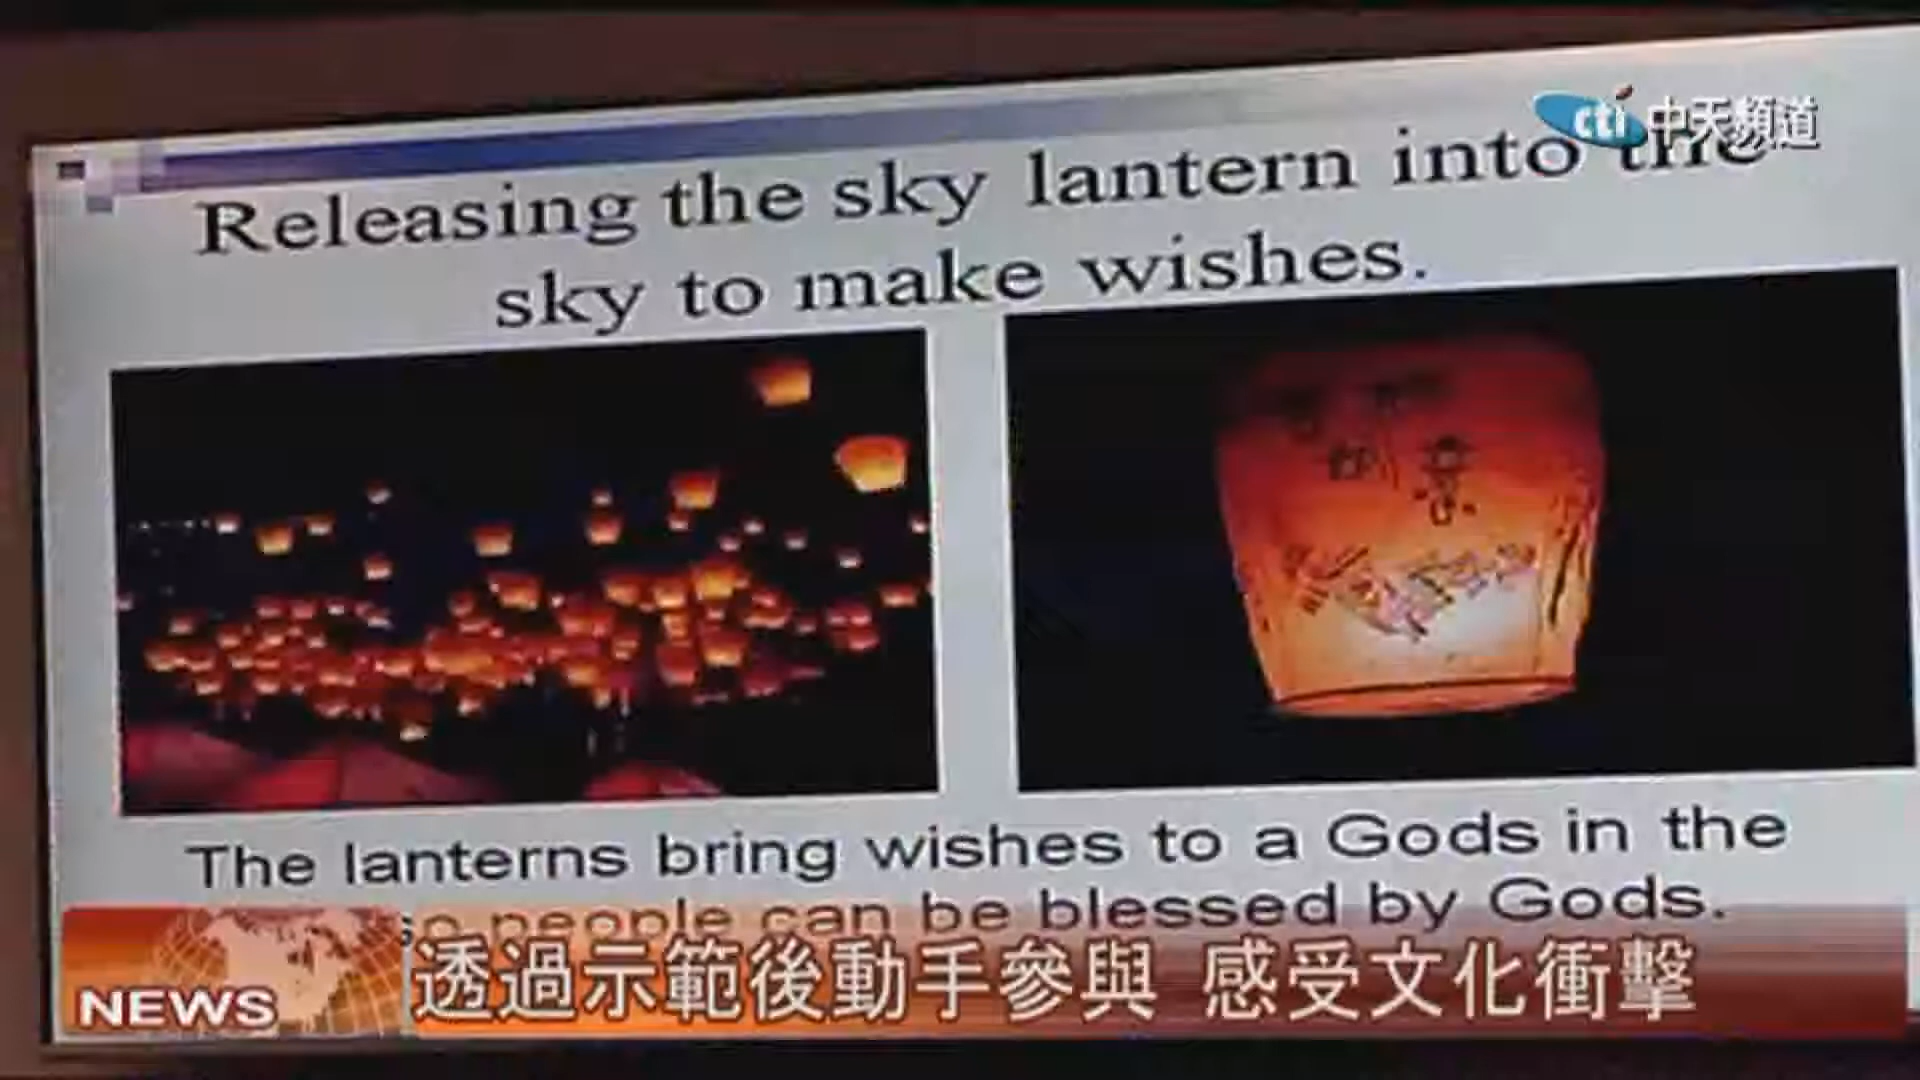 cti 中天頻道
Releasing the sky lantern into the
sky to make wishes.
The lanterns bring wishes to a Gods in the
so people can be blessed by Gods.
NEWS
透過示範後動手參與 感受文化衝擊